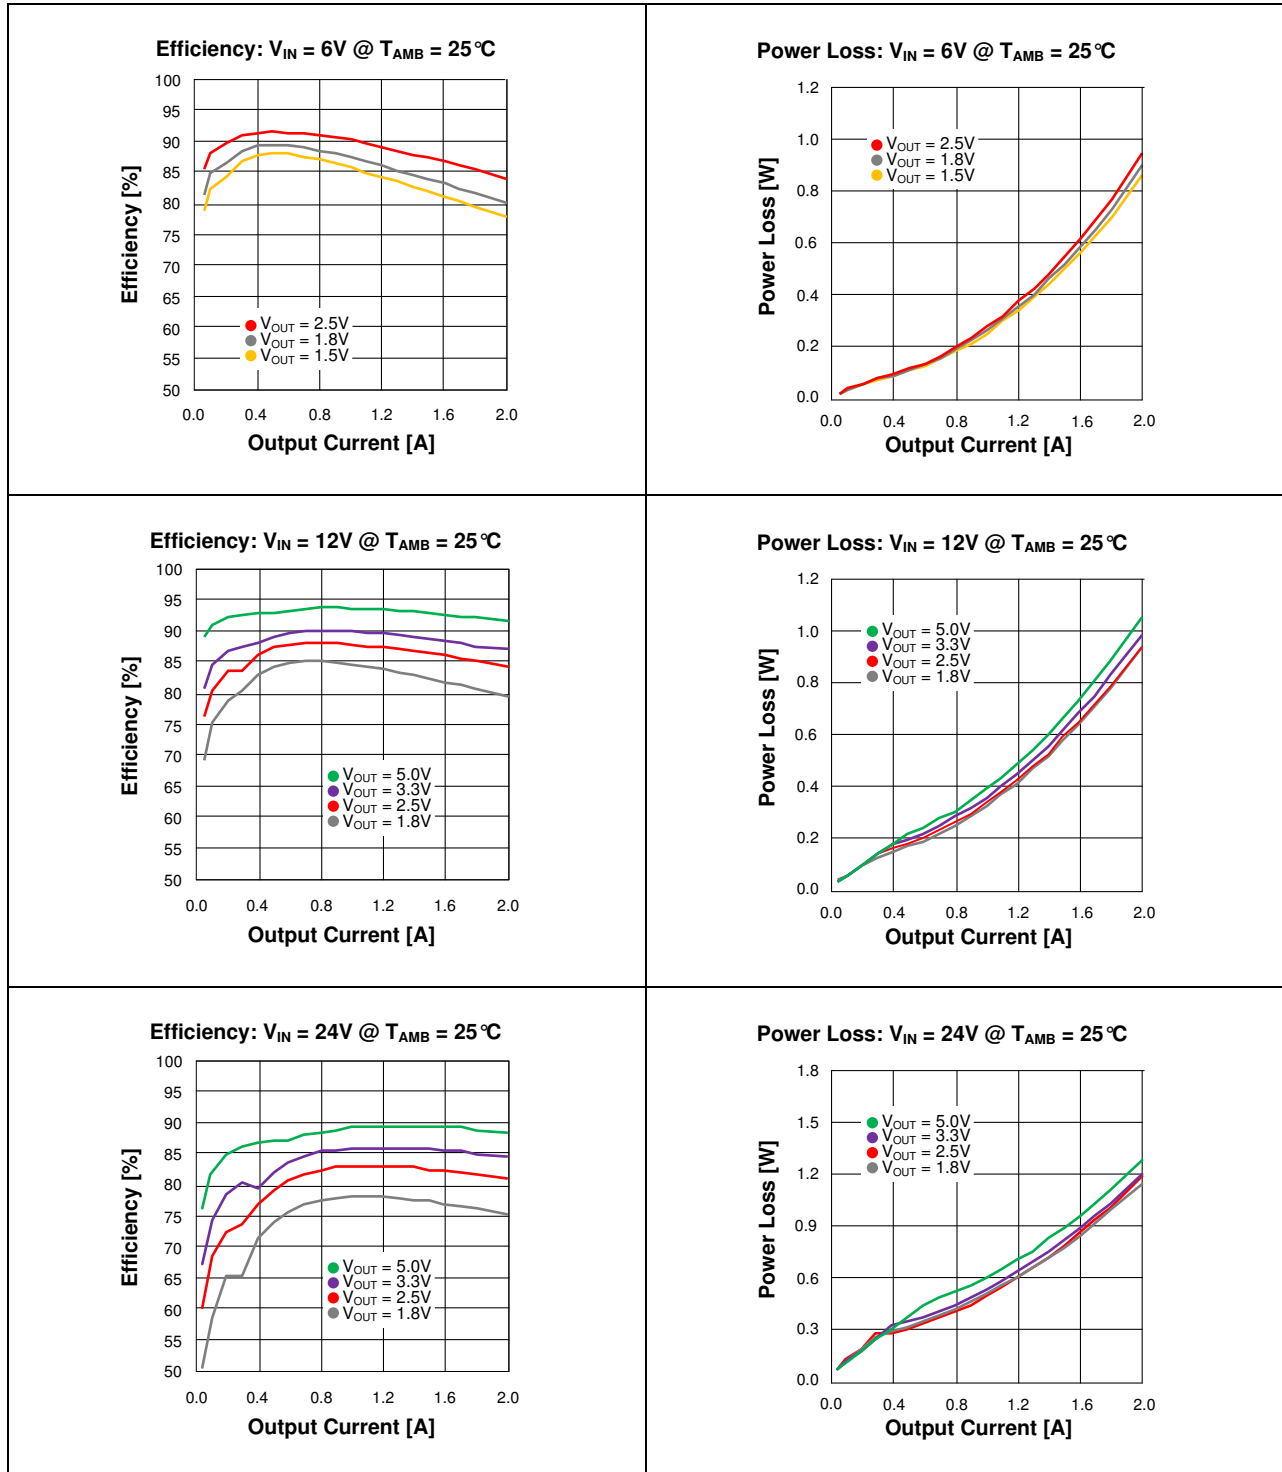 Efficiency: VIN = 6V @ TAMB = 25°C
100
95
90
85
80
75
70
65
60
55
50
Efficiency [%]
VOUT = 2.5V
VOUT = 1.8V
VOUT = 1.5V
0.0 0.4 0.8 1.2 1.6 2.0
Output Current [A]
Power Loss: VIN = 6V @ TAMB = 25°C
1.2
1.0
0.8
0.6
0.4
0.2
0.0
Power Loss [W]
VOUT = 2.5V
VOUT = 1.8V
VOUT = 1.5V
0.0 0.4 0.8 1.2 1.6 2.0
Output Current [A]
Efficiency: VIN = 12V @ TAMB = 25°C
100
95
90
85
80
75
70
65
60
55
50
Efficiency [%]
VOUT = 5.0V
VOUT = 3.3V
VOUT = 2.5V
VOUT = 1.8V
0.0 0.4 0.8 1.2 1.6 2.0
Output Current [A]
Power Loss: VIN = 12V @ TAMB = 25°C
1.2
1.0
0.8
0.6
0.4
0.2
0.0
Power Loss [W]
VOUT = 5.0V
VOUT = 3.3V
VOUT = 2.5V
VOUT = 1.8V
0.0 0.4 0.8 1.2 1.6 2.0
Output Current [A]
Efficiency: VIN = 24V @ TAMB = 25°C
100
95
90
85
80
75
70
65
60
55
50
Efficiency [%]
VOUT = 5.0V
VOUT = 3.3V
VOUT = 2.5V
VOUT = 1.8V
0.0 0.4 0.8 1.2 1.6 2.0
Output Current [A]
Power Loss: VIN = 24V @ TAMB = 25°C
1.8
1.5
1.2
0.9
0.6
0.3
0.0
Power Loss [W]
VOUT = 5.0V
VOUT = 3.3V
VOUT = 2.5V
VOUT = 1.8V
0.0 0.4 0.8 1.2 1.6 2.0
Output Current [A]